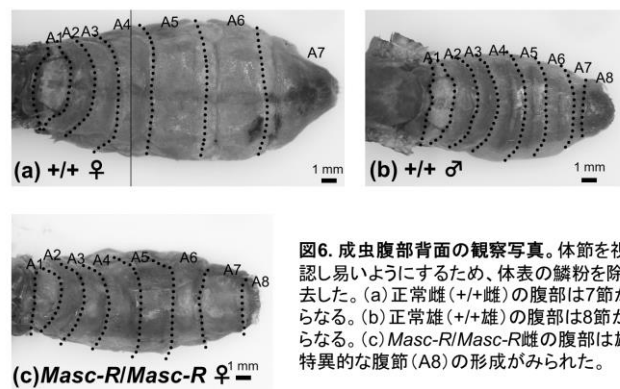 A1 A2 A3 A4 A5 A6 A7
(a) +/+ ♀
1 mm
A1 A2 A3 A4 A5 A6 A7 A8
(b) +/+ ♂
1 mm
A1 A2 A3 A4 A5 A7 A8
(c) Masc-R/Masc-R ♀
1 mm
図6. 成虫腹部背面の観察写真。体節を視
認し易いようにするため、体表の鱗粉を除
去した。(a)正常雌(+/+雌)の腹部は7節か
らなる。(b)正常雄(+/+雄)の腹部は8節か
らなる。(c)Masc-R/Masc-R雌の腹部は
特異的な腹節(A8)の形成がみられた。